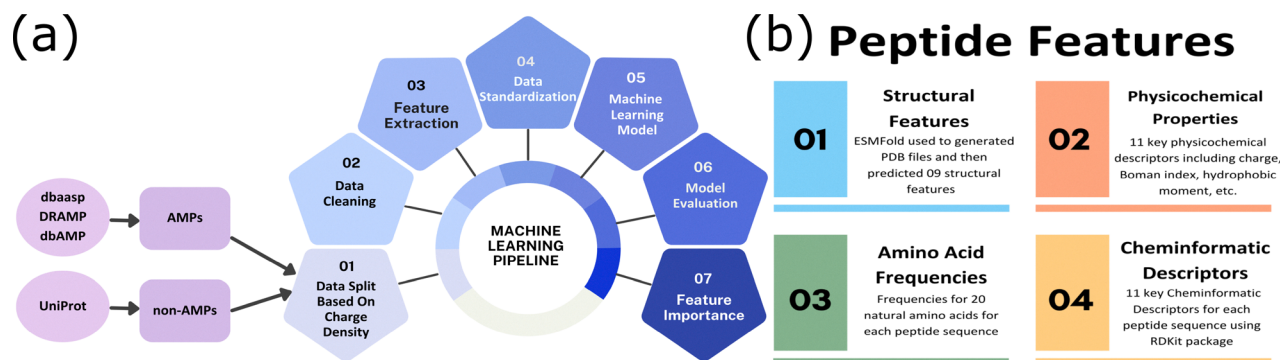 (a)
dbaasp
DRAMP
dbAMP
AMPs
UniProt
non-AMPs
01
Data Split
Based On
Charge
Density
02
Data
Cleaning
03
Feature
Extraction
04
Data
Standardization
05
Machine
Learning
Model
06
Model
Evaluation
07
Feature
Importance
MACHINE
LEARNING
PIPELINE
(b)
Peptide Features
01
Structural
Features
ESMFold used to generated
PDB files and then
predicted 09 structural
features
02
Physicochemical
Properties
11 key physicochemical
descriptors including charge,
Boman index, hydrophobic
moment, etc.
03
Amino Acid
Frequencies
Frequencies for 20
natural amino acids for
each peptide sequence
04
Cheminformatic
Descriptors
11 key Cheminformatic
Descriptors for each
peptide sequence using
RDKit package